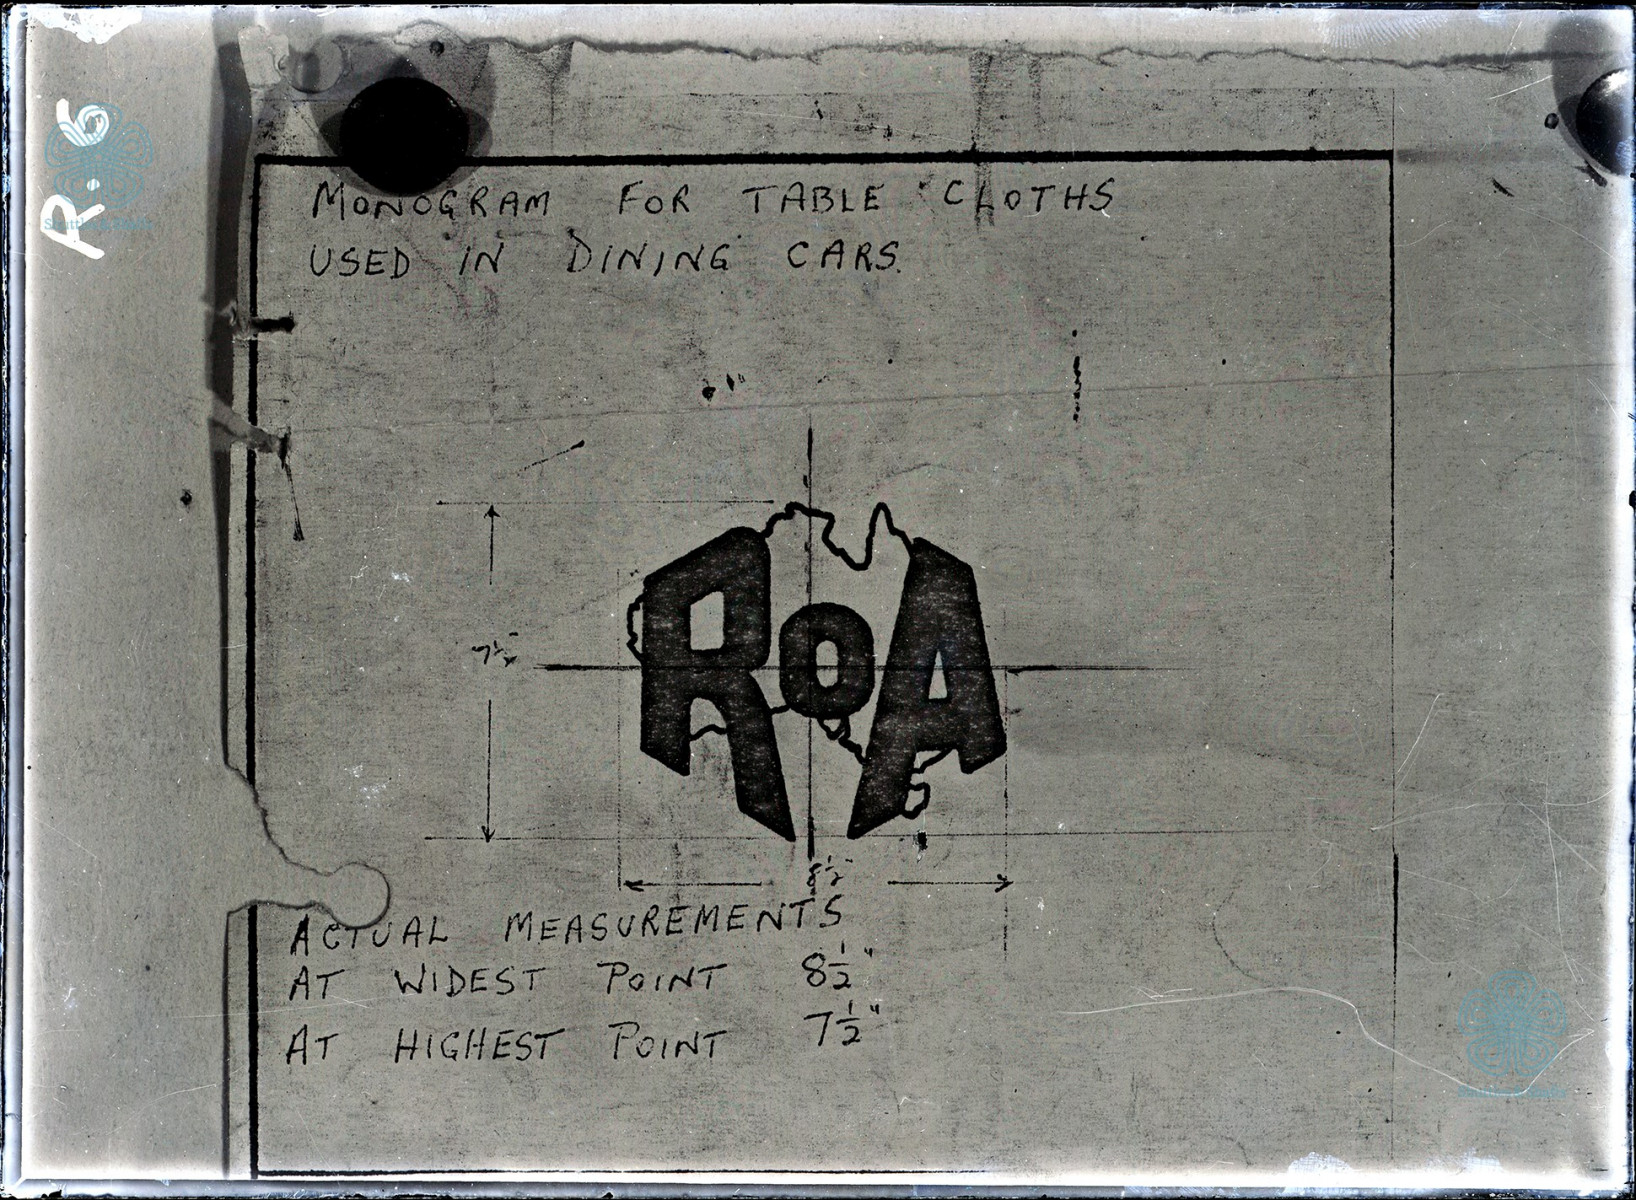 R.6
MONOGRAM FOR TABLE CLOTHS
USED IN DINING CARS.
1"
7½"
RoA
8½"
ACTUAL MEASUREMENTS
AT WIDEST POINT 8½"
AT HIGHEST POINT 7½"